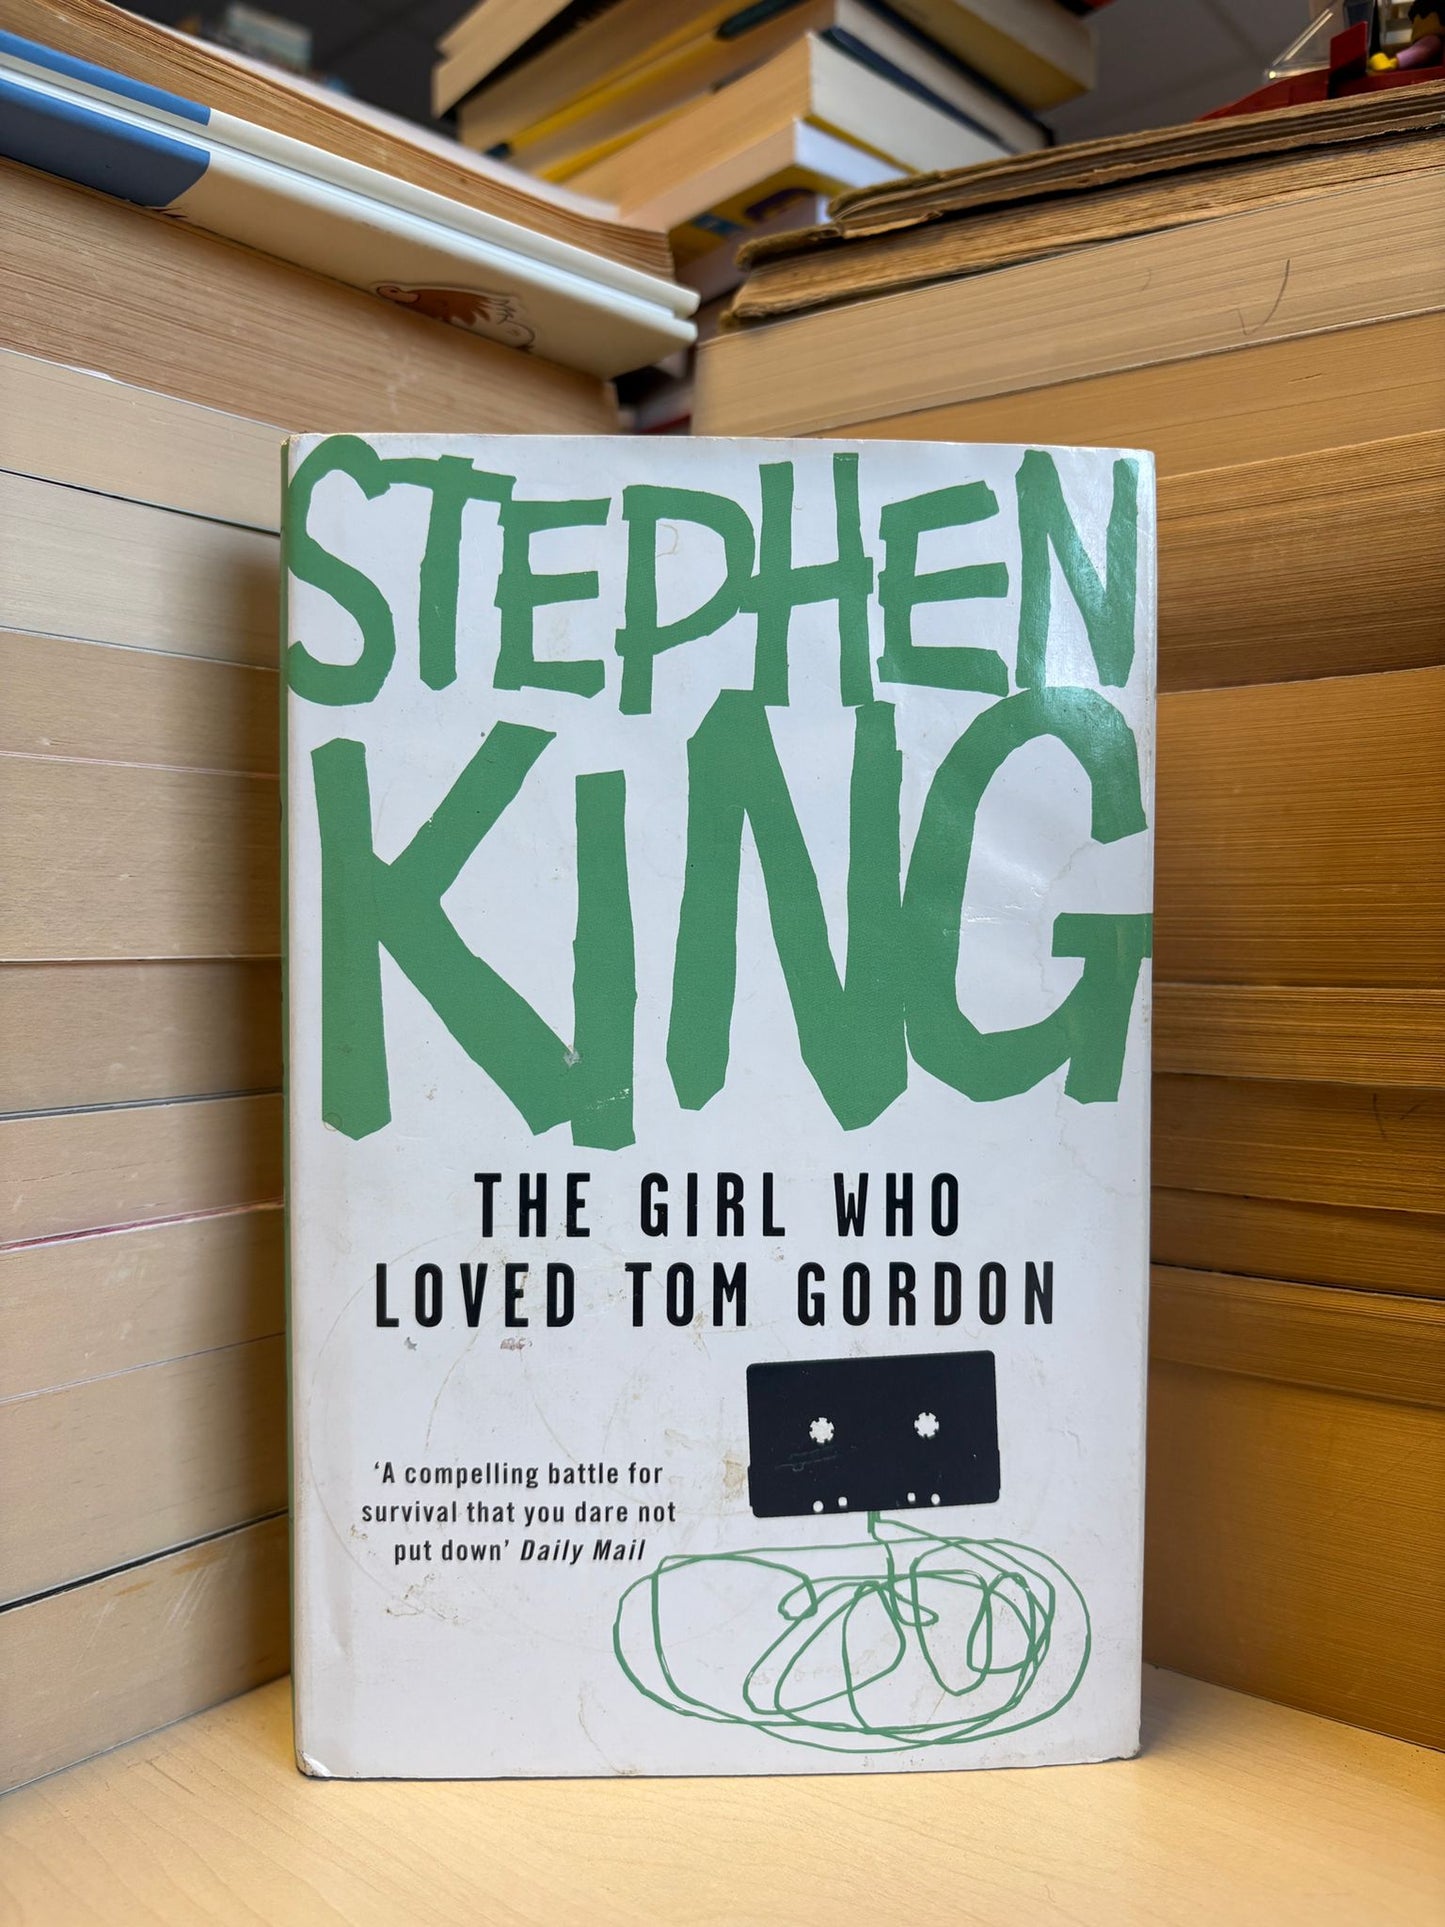 STEPHEN
KING
THE GIRL WHO
LOVED TOM GORDON
‘A compelling battle for
survival that you dare not
put down’ Daily Mail